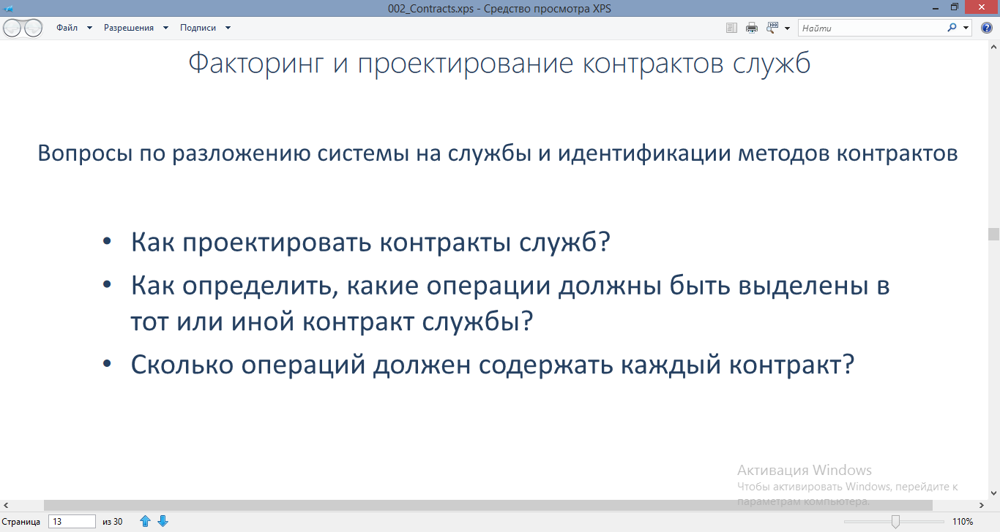 002_Contracts.xps - Средство просмотра XPS
Файл Разрешения Подписи
100
Найти
?
Факторинг и проектирование контрактов служб
Вопросы по разложению системы на службы и идентификации методов контрактов
• Как проектировать контракты служб?
• Как определить, какие операции должны быть выделены в
тот или иной контракт службы?
• Сколько операций должен содержать каждый контракт?
Активация Windows
Чтобы активировать Windows, перейдите к
параметрам компьютера.
Страница 13 из 30 110%